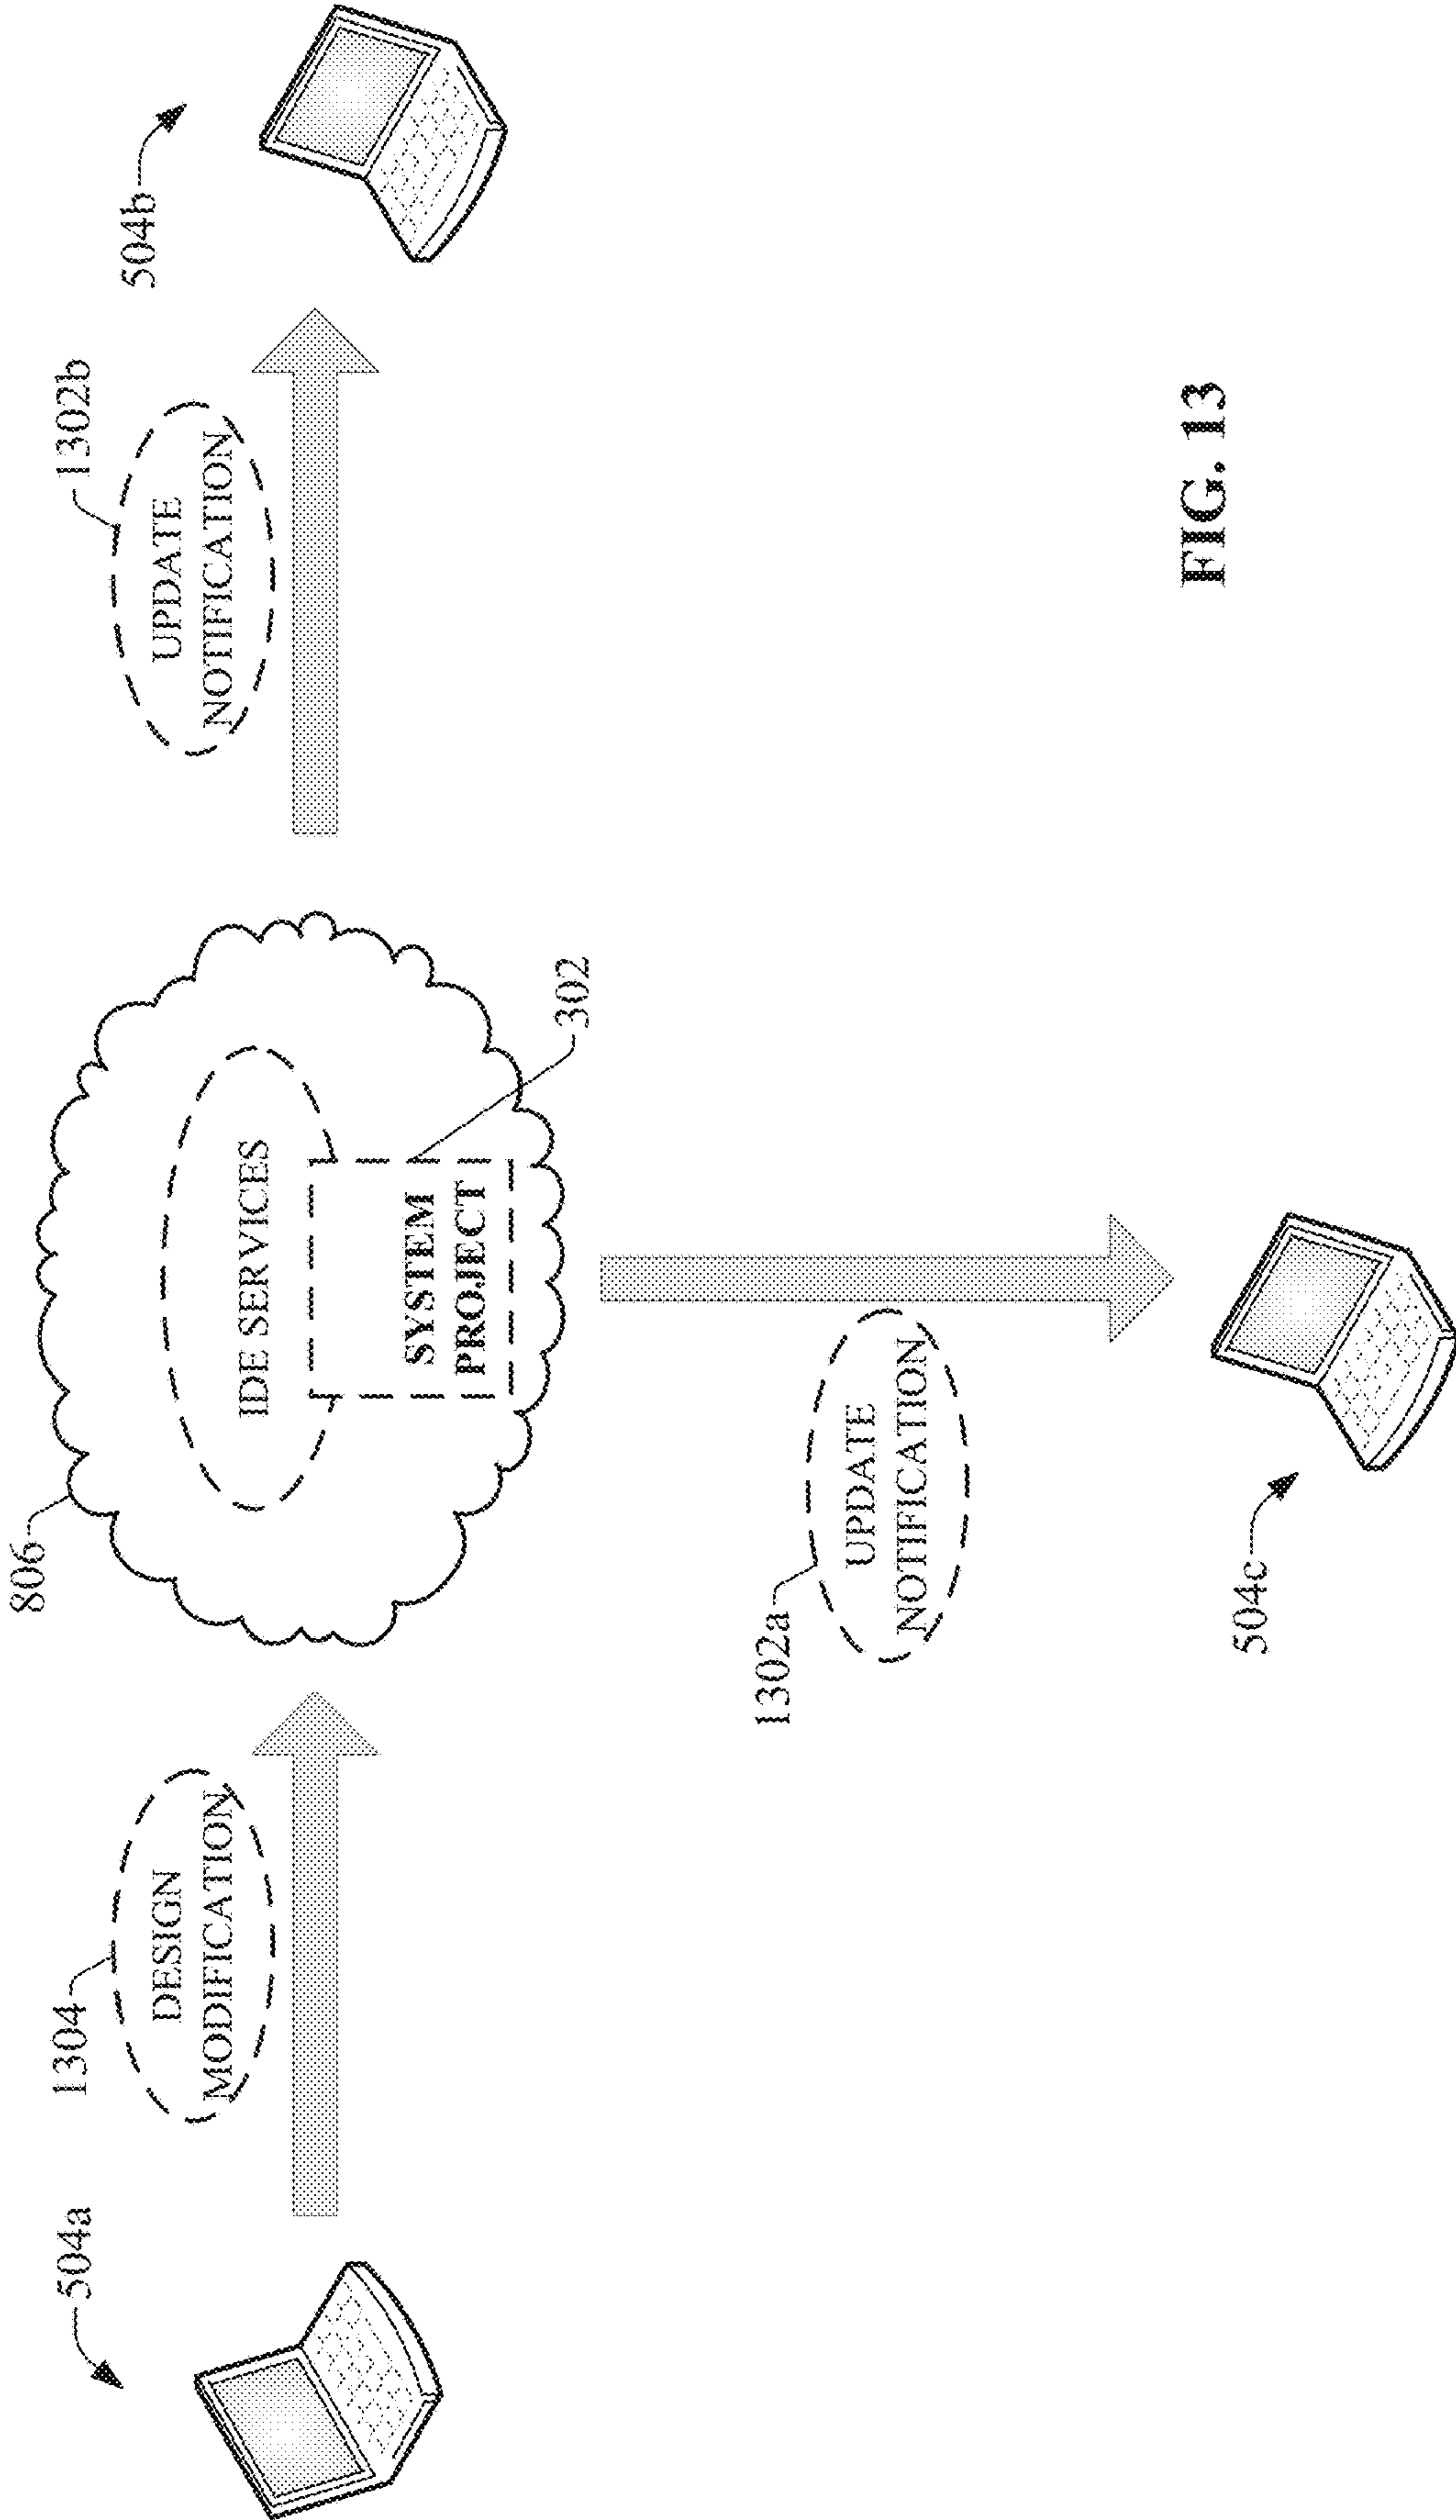 504a
1304
DESIGN
MODIFICATION
806
IDE SERVICES
SYSTEM
PROJECT
302
1302b
UPDATE
NOTIFICATION
504b
1302a
UPDATE
NOTIFICATION
504c
FIG. 13